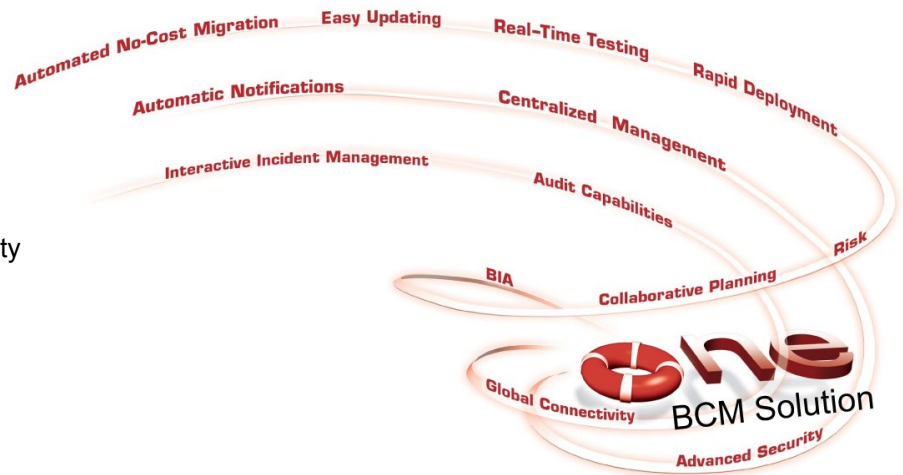 Automated No-Cost Migration Easy Updating Real-Time Testing Rapid Deployment
Automatic Notifications Centralized Management
Interactive Incident Management Audit Capabilities
ty
Risk
BIA Collaborative Planning
one
Global Connectivity
BCM Solution
Advanced Security